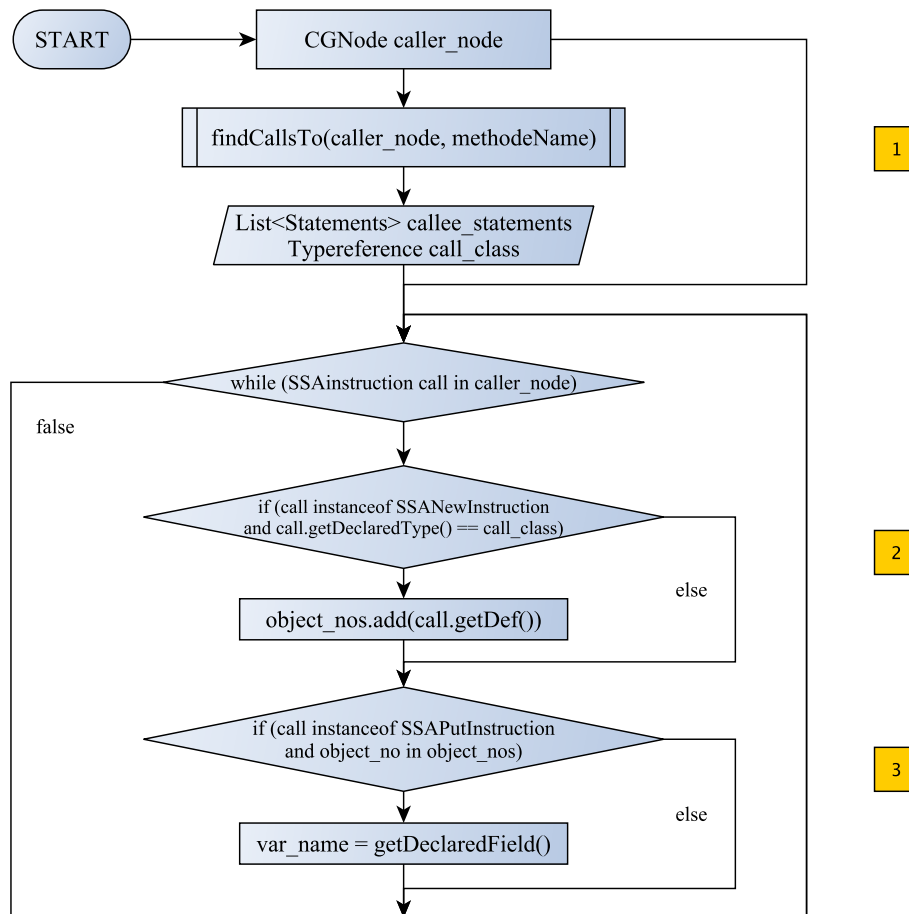 START
CGNode caller_node
findCallsTo(caller_node, methodeName)
1
List<Statements> callee_statements
Typereference call_class
while (SSAinstruction call in caller_node)
false
if (call instanceof SSANewInstruction
and call.getDeclaredType() == call_class)
2
else
object_nos.add(call.getDef())
if (call instanceof SSAPutInstruction
and object_no in object_nos)
3
else
var_name = getDeclaredField()